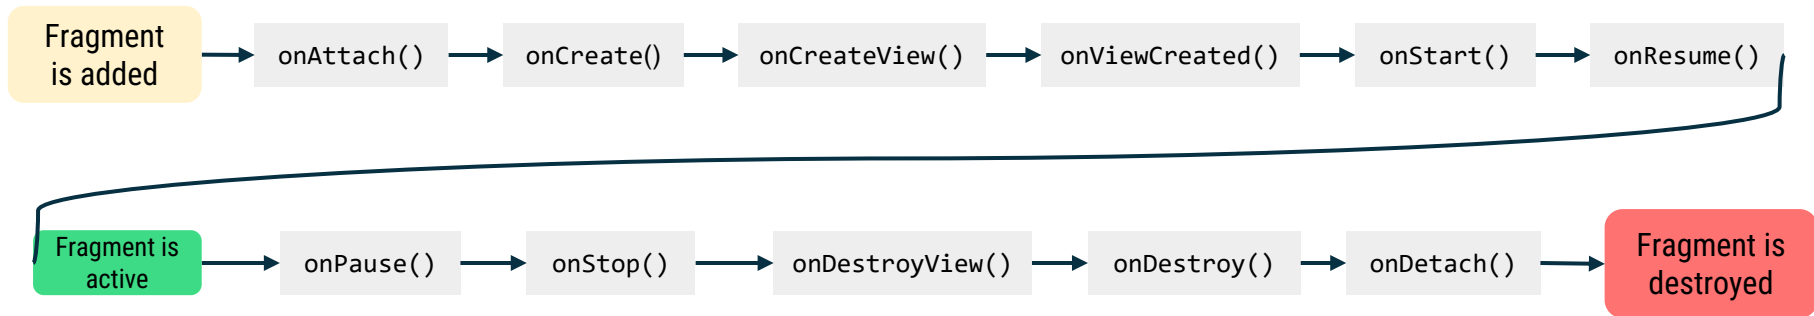 Fragment
is added
onAttach()
onCreate()
onCreateView()
onViewCreated()
onStart()
onResume()
Fragment is
active
onPause()
onStop()
onDestroyView()
onDestroy()
onDetach()
Fragment is
destroyed